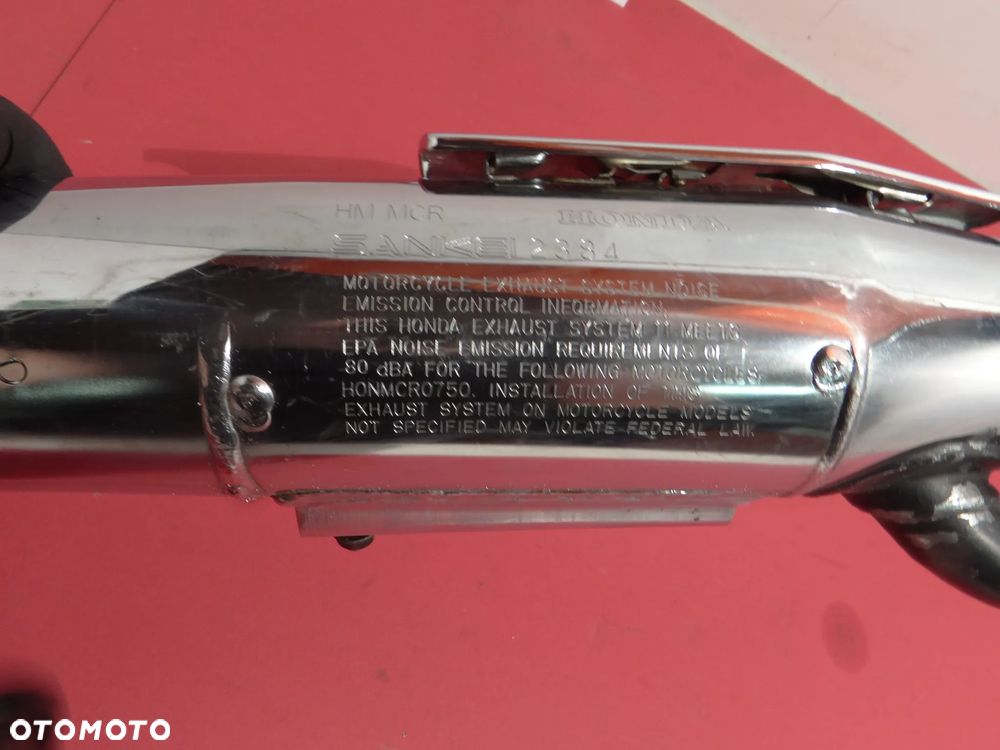 HM MCR HONDA
SANKEI 2384
MOTORCYCLE EXHAUST SYSTEM NOISE
EMISSION CONTROL INFORMATION.
THIS HONDA EXHAUST SYSTEM MEETS
EPA NOISE EMISSION REQUIREMENTS OF
80 dBA FOR THE FOLLOWING MOTORCYCLES:
HONMCR0750. INSTALLATION OF THIS
EXHAUST SYSTEM ON MOTORCYCLE MODELS
NOT SPECIFIED MAY VIOLATE FEDERAL LAW.
OTOMOTO